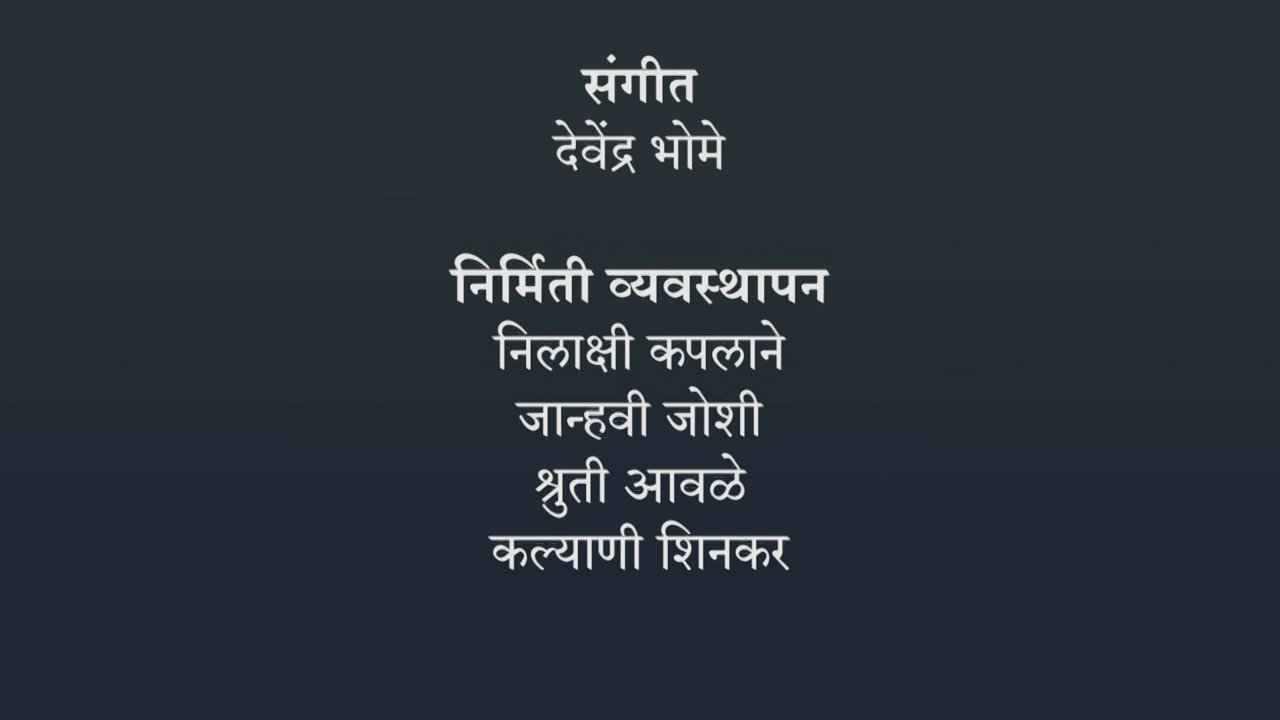 संगीत
देवेंद्र भोमे
निर्मिती व्यवस्थापन
निलाक्षी कपलाने
जान्हवी जोशी
श्रुती आवळे
कल्याणी शिनकर